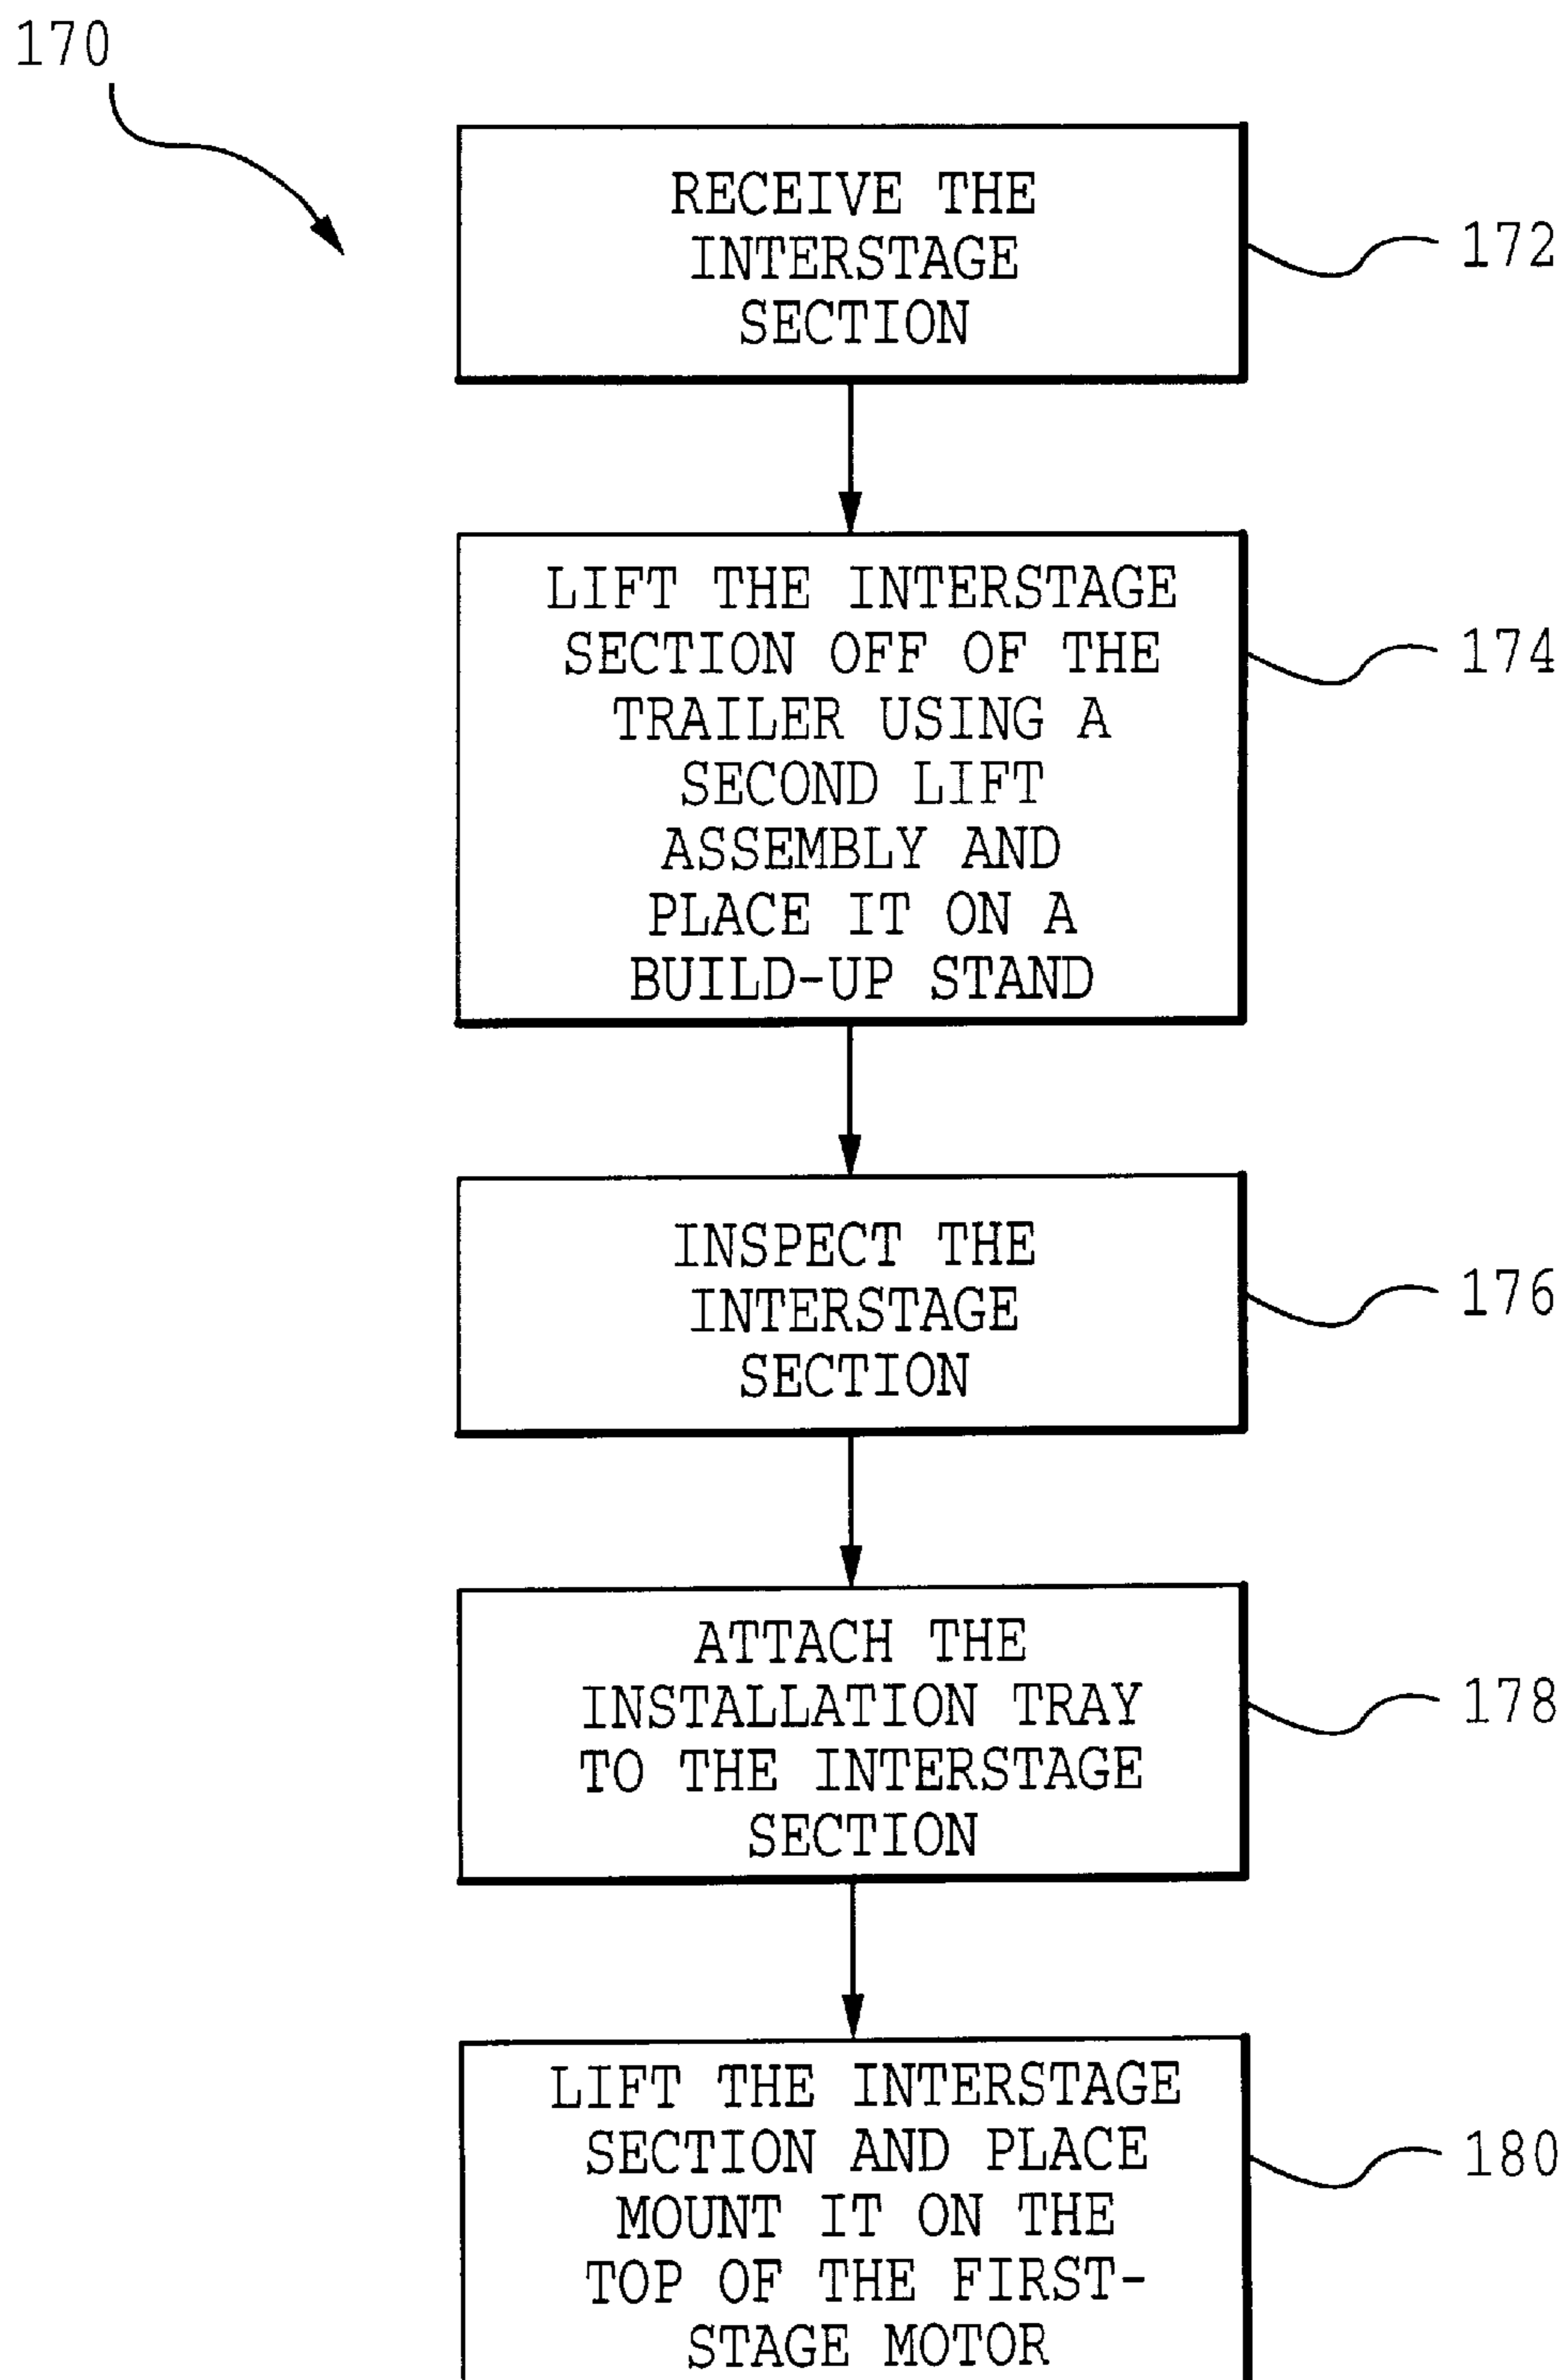 170
RECEIVE THE
INTERSTAGE
SECTION
172
LIFT THE INTERSTAGE
SECTION OFF OF THE
TRAILER USING A
SECOND LIFT
ASSEMBLY AND
PLACE IT ON A
BUILD-UP STAND
174
INSPECT THE
INTERSTAGE
SECTION
176
ATTACH THE
INSTALLATION TRAY
TO THE INTERSTAGE
SECTION
178
LIFT THE INTERSTAGE
SECTION AND PLACE
MOUNT IT ON THE
TOP OF THE FIRST-
STAGE MOTOR
180